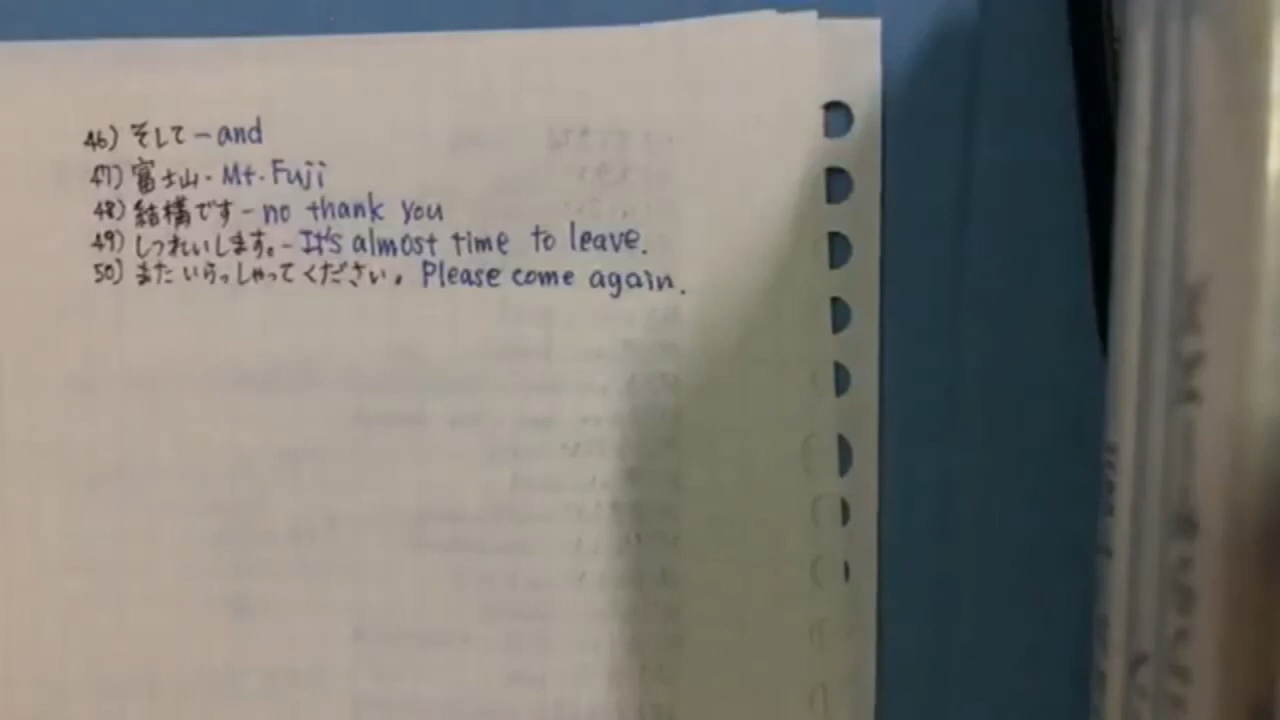 46) そして - and
47) 富士山 - Mt. Fuji
48) 結構です - no thank you
49) しつれいします。- It's almost time to leave.
50) また いらっしゃってください。 Please come again.